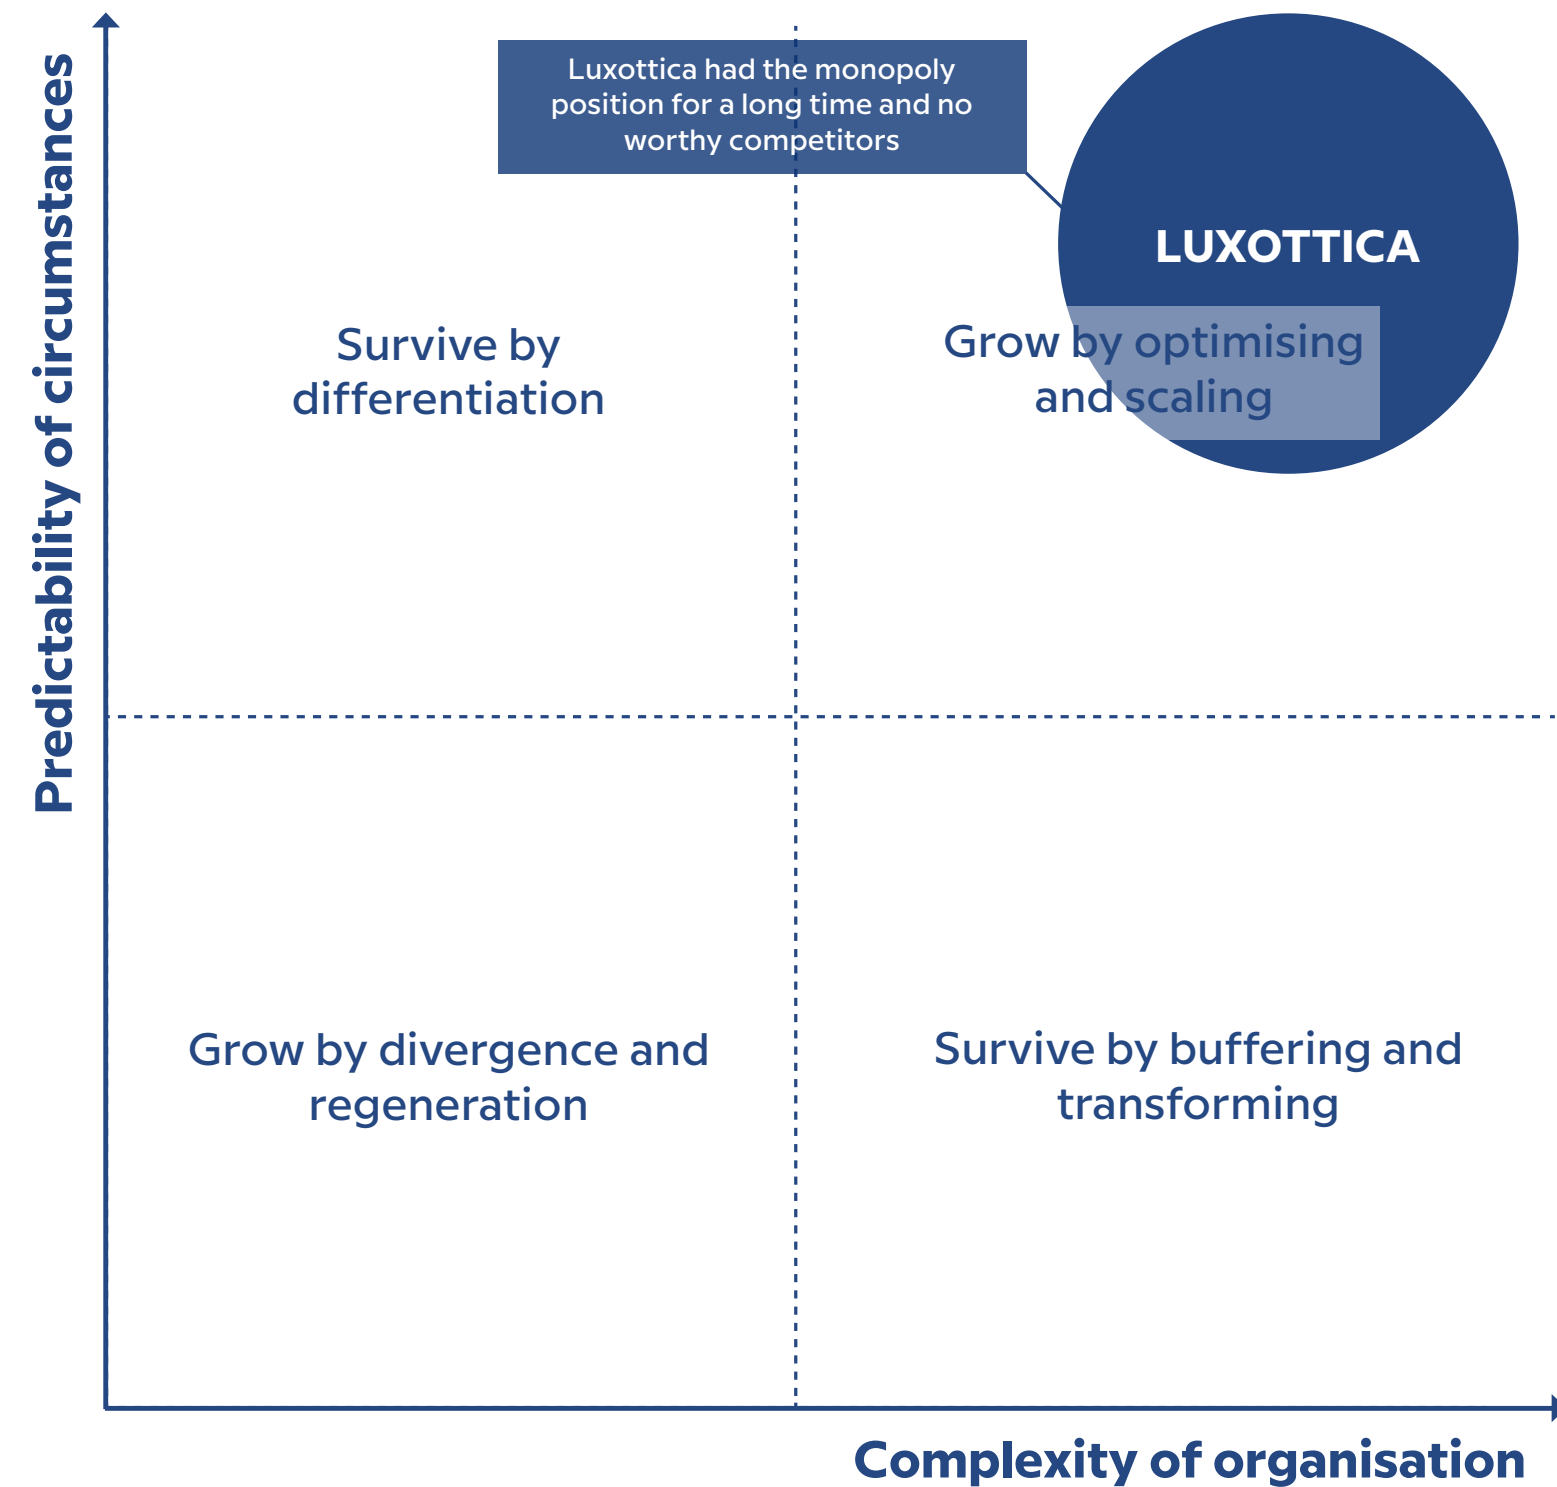 Predictability of circumstances
Luxottica had the monopoly
position for a long time and no
worthy competitors
LUXOTTICA
Survive by
differentiation
Grow by optimising
and scaling
Grow by divergence and
regeneration
Survive by buffering and
transforming
Complexity of organisation